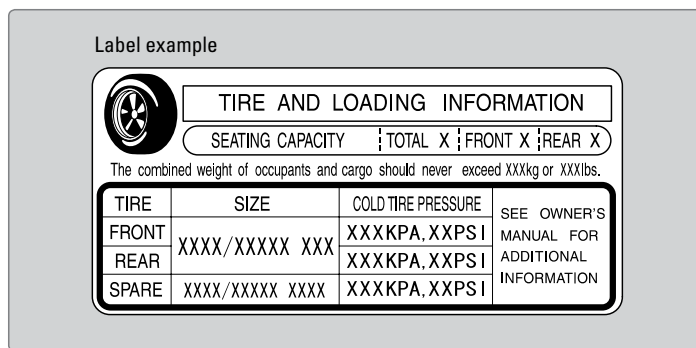 Label example
TIRE AND LOADING INFORMATION
SEATING CAPACITY TOTAL X FRONT X REAR X
The combined weight of occupants and cargo should never exceed XXXkg or XXXlbs.
TIRE SIZE COLD TIRE PRESSURE
SEE OWNER'S MANUAL FOR ADDITIONAL INFORMATION
FRONT XXXX/XXXXX XXX XXXKPA,XXPSI
REAR XXXKPA,XXPSI
SPARE XXXX/XXXXX XXXX XXXKPA,XXPSI